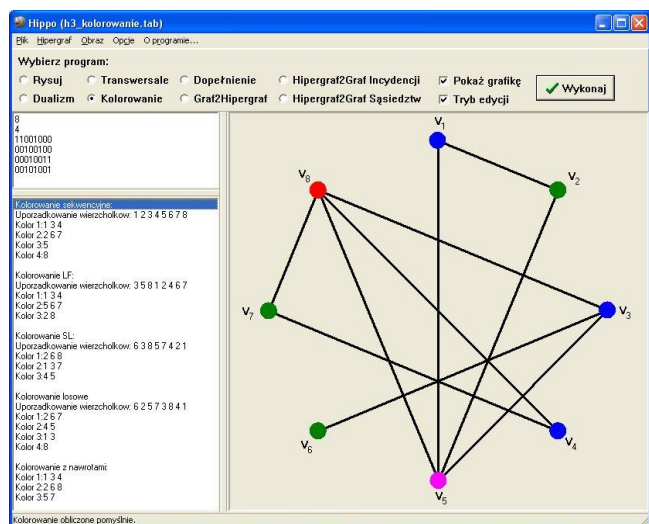 Hippo (h3_kolorowanie.tab)
Plik Hipergraf Obraz Opcje O programie...
Wybierz program:
Rysuj Transwersale Dopełnienie Hipergraf2Graf Incydencji Pokaż grafikę
Dualizm Kolorowanie Graf2Hipergraf Hipergraf2Graf Sąsiedztw Tryb edycji
Wykonaj
8
4
11001000
00100100
00010011
00101001
Kolorowanie sekwencyjne:
Uporzadkowanie wierzcholkow: 1 2 3 4 5 6 7 8
Kolor 1:1 3 4
Kolor 2:2 6 7
Kolor 3:5
Kolor 4:8
Kolorowanie LF:
Uporzadkowanie wierzcholkow: 3 5 8 1 2 4 6 7
Kolor 1:1 3 4
Kolor 2:5 6 7
Kolor 3:2 8
Kolorowanie SL:
Uporzadkowanie wierzcholkow: 6 3 8 5 7 4 2 1
Kolor 1:2 6 8
Kolor 2:1 3 7
Kolor 3:4 5
Kolorowanie losowe
Uporzadkowanie wierzcholkow: 6 2 5 7 3 8 4 1
Kolor 1:2 6 7
Kolor 2:4 5
Kolor 3:1 3
Kolor 4:8
Kolorowanie z nawrotami:
Kolor 1:1 3 4
Kolor 2:2 6 8
Kolor 3:5 7
V1
V2
V8
V3
V7
V4
V6
V5
Kolorowanie obliczone pomyślnie.